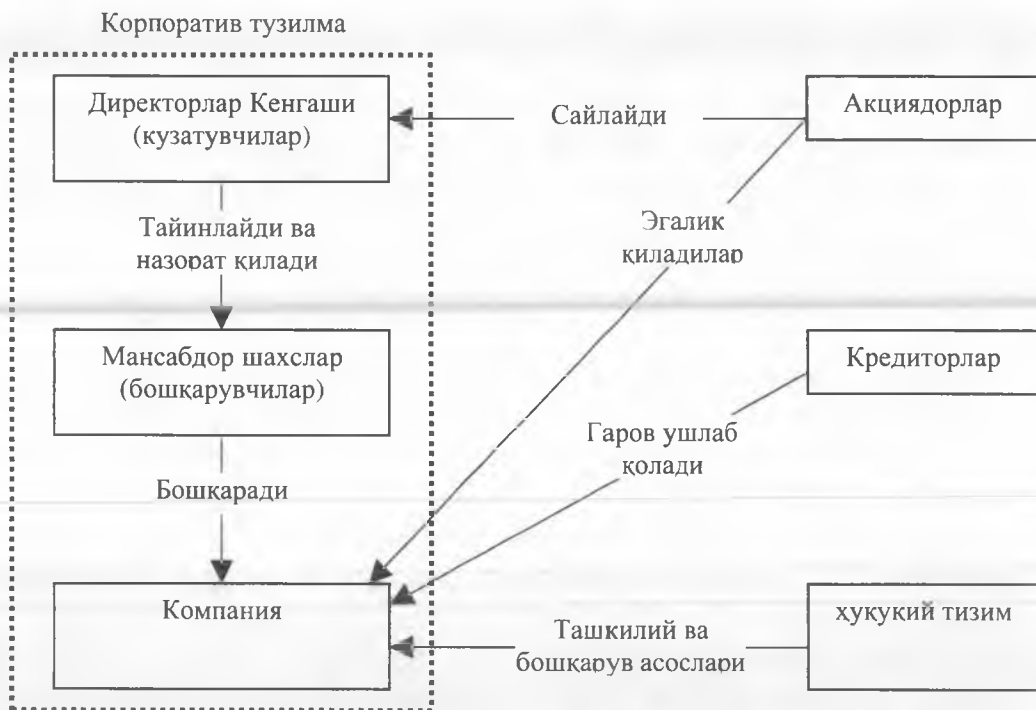 Корпоратив тузилма
Директорлар Кенгаши
(кузатувчилар)
Сайлайди
Акциядорлар
Тайинлайди ва
назорат қилади
Эгалик
қиладилар
Мансабдор шахслар
(бошқарувчилар)
Кредиторлар
Гаров ушлаб
қолади
Бошқаради
Компания
Ташкилий ва
бошқарув асослари
ҳуқуқий тизим